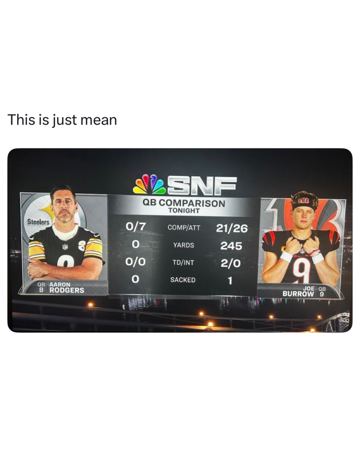 This is just mean
SNF
QB COMPARISON
TONIGHT
0/7 COMP/ATT 21/26
0 YARDS 245
0/0 TD/INT 2/0
0 SACKED 1
Steelers
QB AARON
8 RODGERS
JOE QB
BURROW 9
9